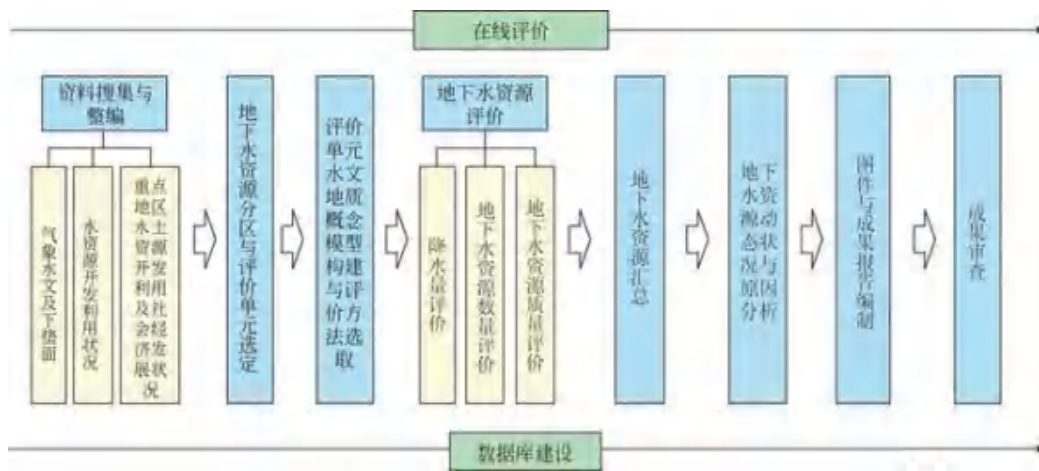 在线评价
资料搜集与
整编
气象水文及下垫面
水资源开发利用状况
重点地区水土资源开发利用及社会经济发展状况
地下水资源分区与评价单元选定
评价单元水文地质概念模型构建与评价方法选取
地下水资源
评价
降水量评价
地下水资源数量评价
地下水资源质量评价
地下水资源汇总
地下水资源动态状况与原因分析
图件与成果报告编制
成果审查
数据库建设